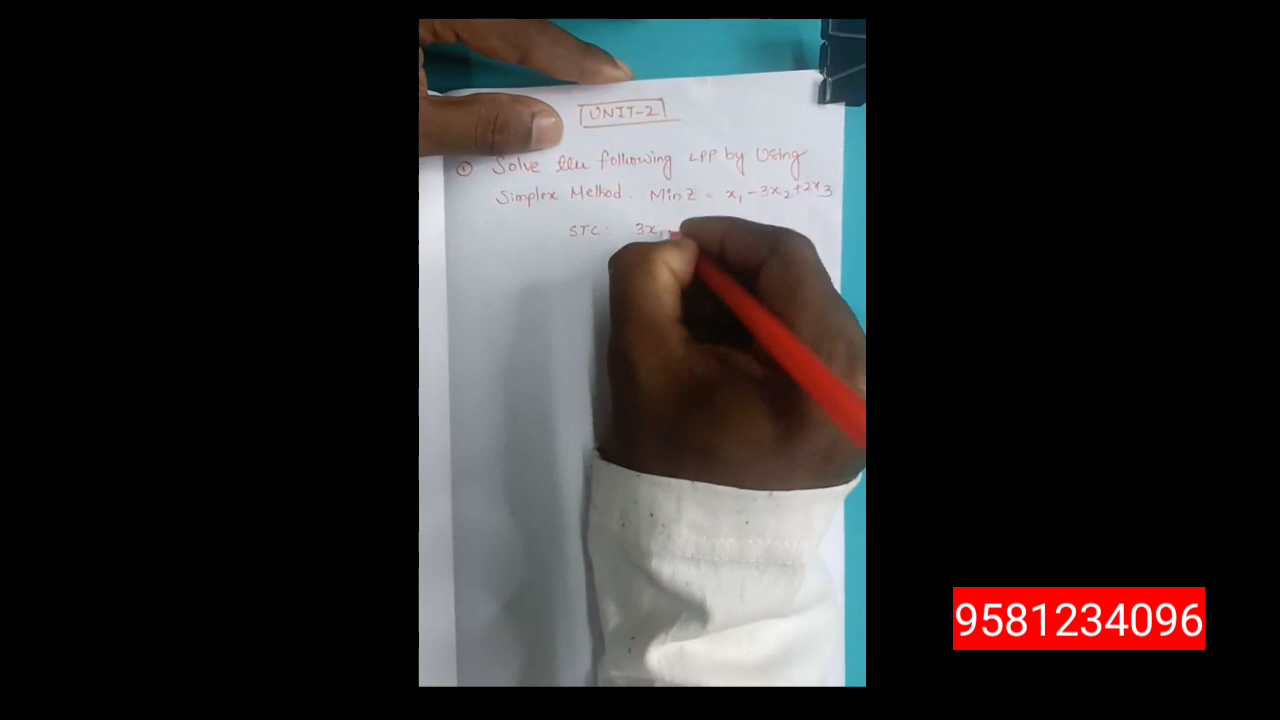 UNIT-2
① Solve the following LPP by Using
Simplex Method. Min Z = x₁ - 3x₂ + 2x₃
STC: 3x₁
9581234096